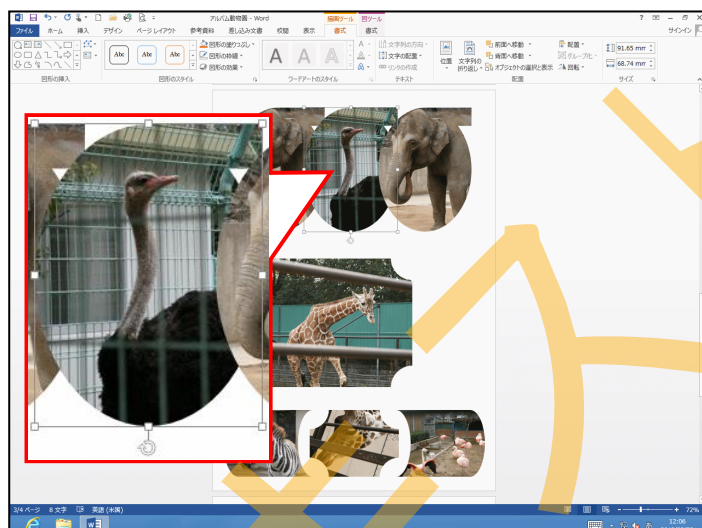 アルバム動物園 - Word
描画ツール 図ツール
ファイル ホーム 挿入 デザイン ページレイアウト 参考資料 差し込み文書 校閲 表示 書式 書式
サインイン
図形の挿入
Abc Abc Abc
図形の塗りつぶし
図形の枠線
図形の効果
図形のスタイル
A A A
ワードアートのスタイル
文字列の方向
文字の配置
リンクの作成
テキスト
位置 文字列の折り返し
前面へ移動
背面へ移動
オブジェクトの選択と表示
配置
グループ化
回転
配置
91.65 mm
68.74 mm
サイズ
3/4 ページ 8 文字 英語 (米国)
72%
12:06